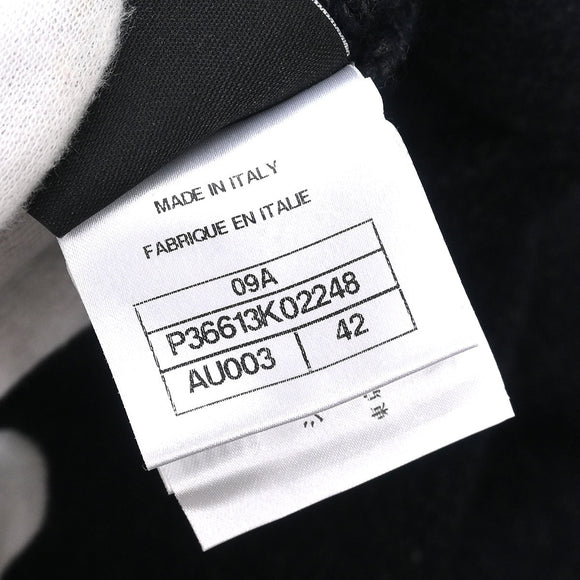 MADE IN ITALY
FABRIQUE EN ITALIE
09A
P36613K02248
AU003 42